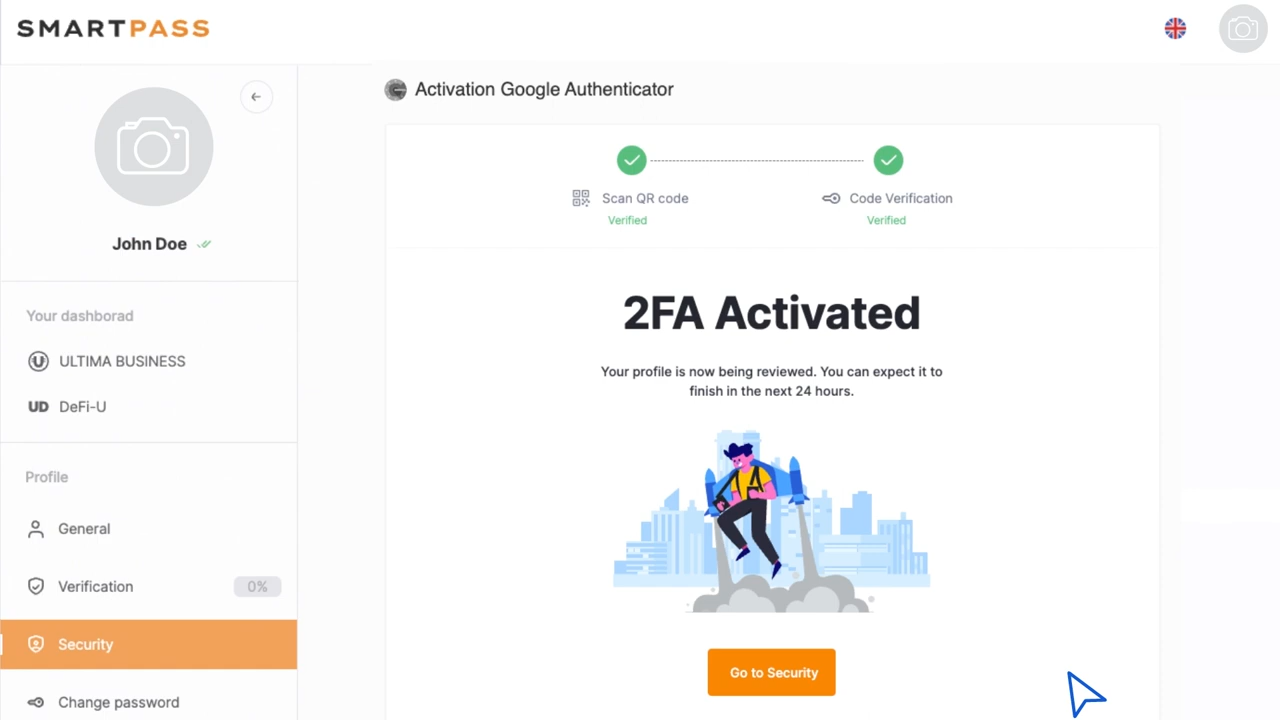 SMARTPASS
Activation Google Authenticator
Scan QR code
Verified
Code Verification
Verified
John Doe
Your dashborad
ULTIMA BUSINESS
UD DeFi-U
Profile
General
Verification 0%
Security
Change password
2FA Activated
Your profile is now being reviewed. You can expect it to
finish in the next 24 hours.
Go to Security